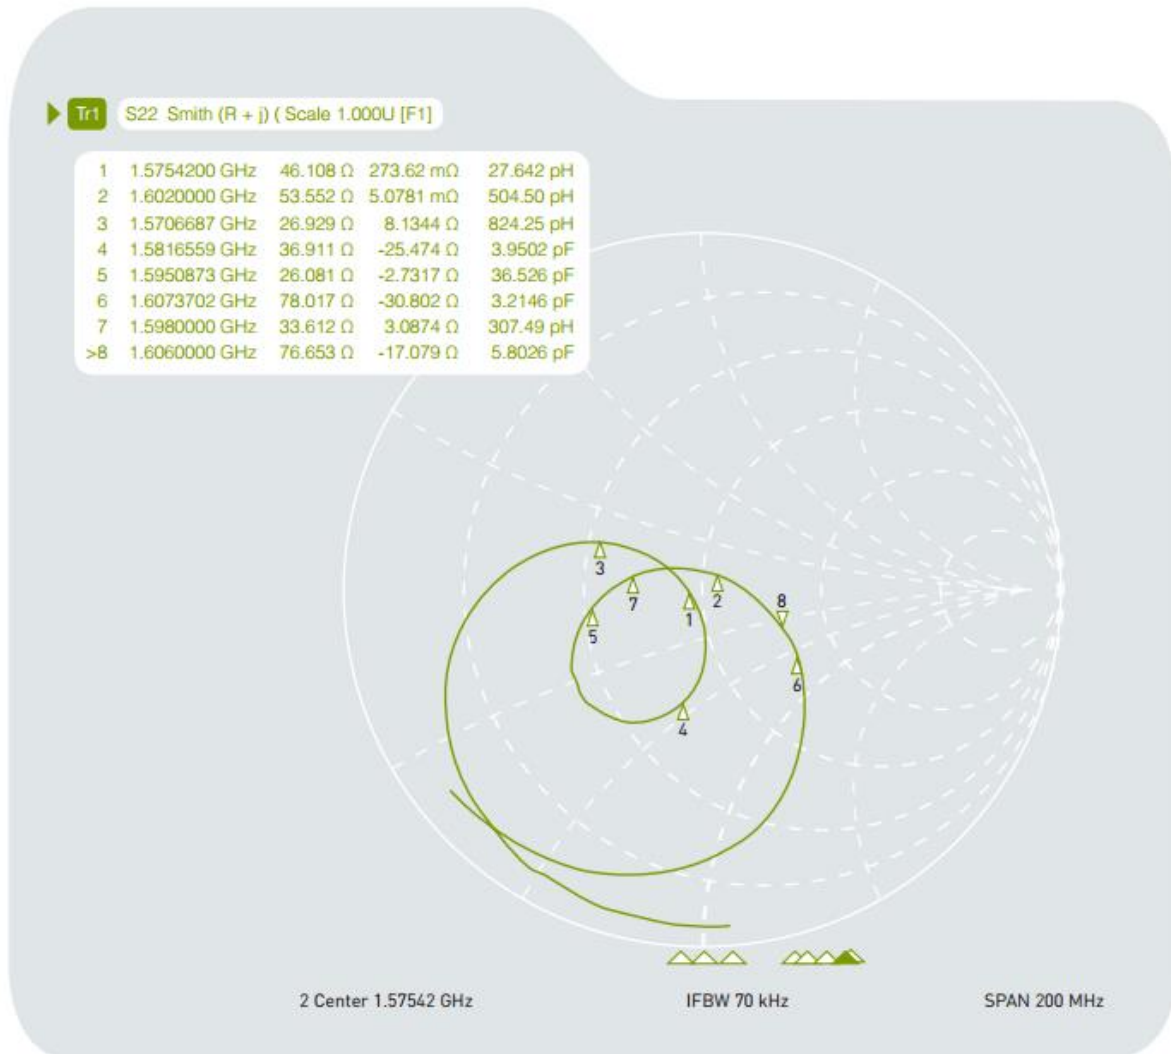 Tr1 S22 Smith (R + j) ( Scale 1.000U [F1]
1 1.5754200 GHz 46.108 Ω 273.62 mΩ 27.642 pH
2 1.6020000 GHz 53.552 Ω 5.0781 mΩ 504.50 pH
3 1.5706687 GHz 26.929 Ω 8.1344 Ω 824.25 pH
4 1.5816559 GHz 36.911 Ω -25.474 Ω 3.9502 pF
5 1.5950873 GHz 26.081 Ω -2.7317 Ω 36.526 pF
6 1.6073702 GHz 78.017 Ω -30.802 Ω 3.2146 pF
7 1.5980000 GHz 33.612 Ω 3.0874 Ω 307.49 pH
>8 1.6060000 GHz 76.653 Ω -17.079 Ω 5.8026 pF
3
7
2
8
1
5
6
4
2 Center 1.57542 GHz IFBW 70 kHz SPAN 200 MHz